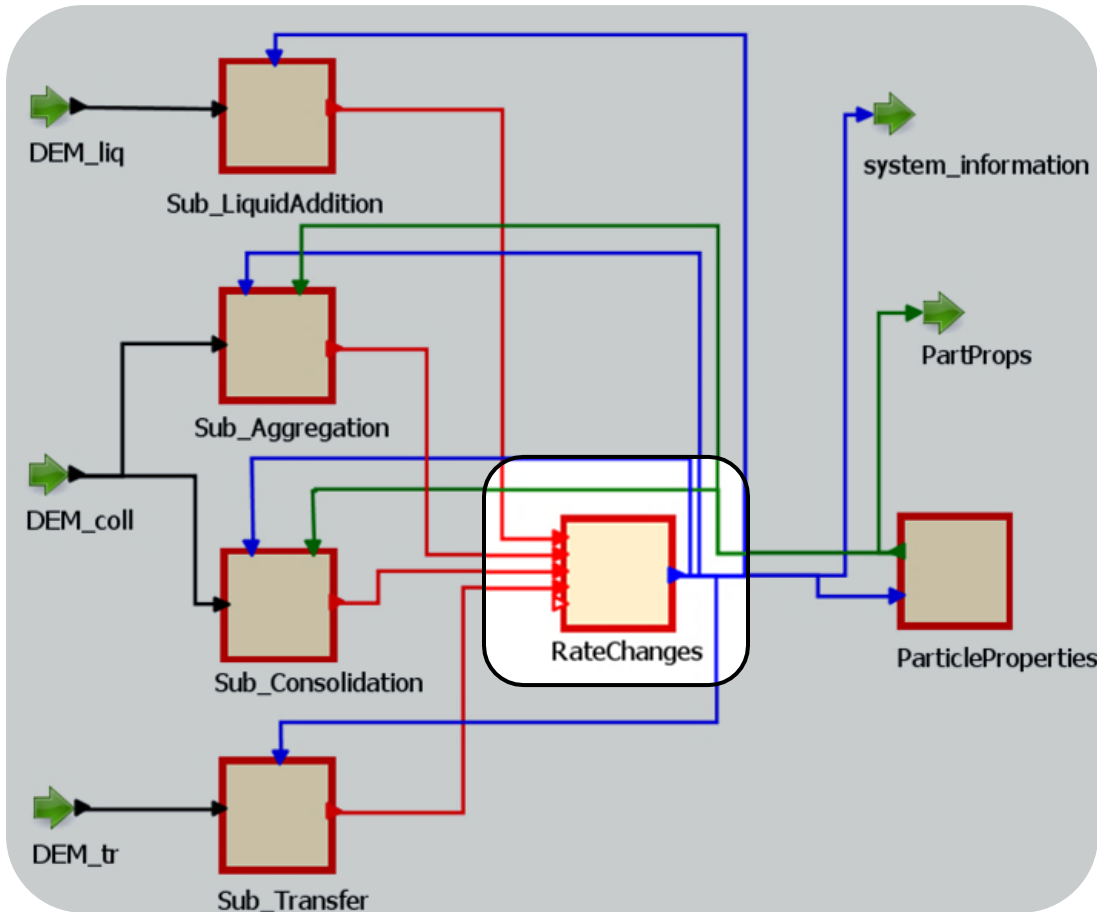 DEM_liq
Sub_LiquidAddition
system_information
Sub_Aggregation
PartProps
DEM_coll
Sub_Consolidation
RateChanges
ParticleProperties
DEM_tr
Sub_Transfer